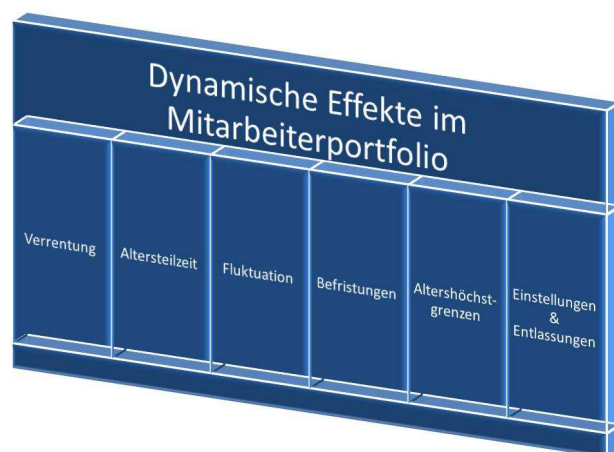 Dynamische Effekte im
Mitarbeiterportfolio
Verrentung
Altersteilzeit
Fluktuation
Befristungen
Altershöchst-
grenzen
Einstellungen
&
Entlassungen